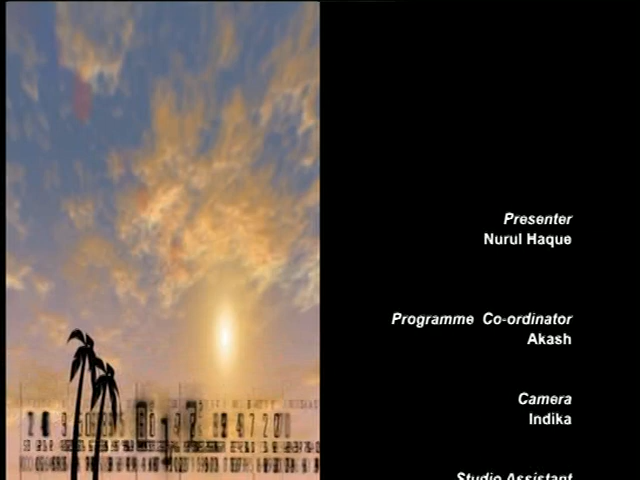 Presenter
Nurul Haque
Programme Co-ordinator
Akash
Camera
Indika
Studio Assistant